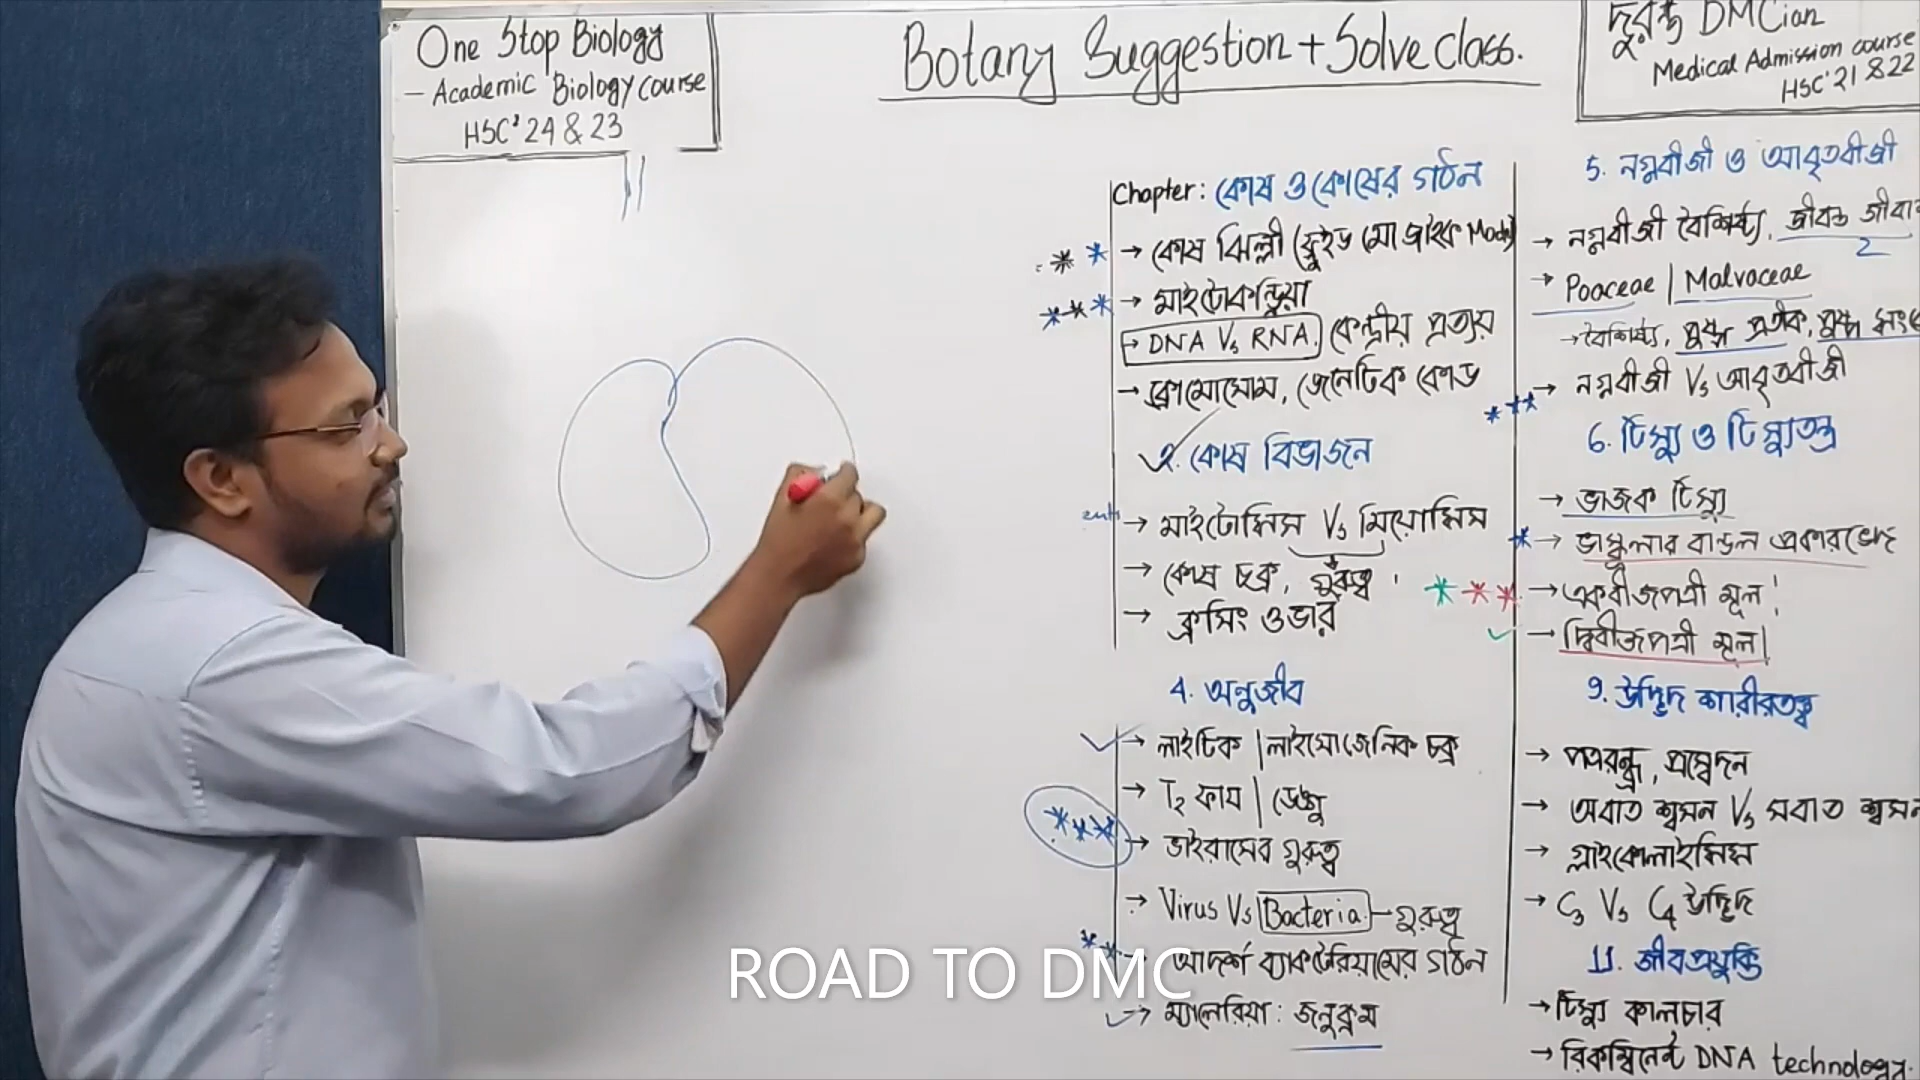 One Stop Biology
- Academic Biology course
HSC' 24 & 23
Botany Suggestion + Solve class.
দুরন্ত DMCian
Medical Admission course
HSC' 21 & 22
Chapter: কোষ ও কোষের গঠন
→ কোষ ঝিল্লী (ফ্লুইড মোজাইক Model)
→ মাইটোকন্ড্রিয়া
→ DNA Vs RNA. কেন্দ্রীয় প্রত্যয়
→ ক্রোমোসোম, জেনেটিক কোড
২. কোষ বিভাজন
→ মাইটোসিস Vs মিয়োসিস
→ কোষ চক্র, গুরুত্ব
→ ক্রসিং ওভার
4. অনুজীব
→ লাইটিক | লাইসোজেনিক চক্র
→ T2 ফায | ডেঙ্গু
→ ভাইরাসের গুরুত্ব
→ Virus Vs Bacteria - গুরুত্ব
আদর্শ ব্যাকটেরিয়ামের গঠন
→ ম্যালেরিয়া : জনুক্রম
5. নগ্নবীজী ও আবৃতবীজী
→ নগ্নবীজী বৈশিষ্ট্য, জীবন্ত জীবা
2
→ Poaceae | Malvaceae
→ বৈশিষ্ট্য, পুষ্প প্রতীক, পুষ্প সংকে
→ নগ্নবীজী Vs আবৃতবীজী
6. টিস্যু ও টিস্যুতন্ত্র
→ ভাজক টিস্যু
→ ভাস্কুলার বান্ডল প্রকারভেদ
→ একবীজপত্রী মূল
→ দ্বিবীজপত্রী মূল
9. উদ্ভিদ শারীরতত্ত্ব
→ পত্ররন্ধ্র, প্রস্বেদন
→ অবাত শ্বসন Vs সবাত শ্বসন
→ গ্লাইকোলাইসিস
→ C3 Vs C4 উদ্ভিদ
11. জীবপ্রযুক্তি
→ টিস্যু কালচার
→ রিকম্বিনেন্ট DNA technology.
ROAD TO DMC